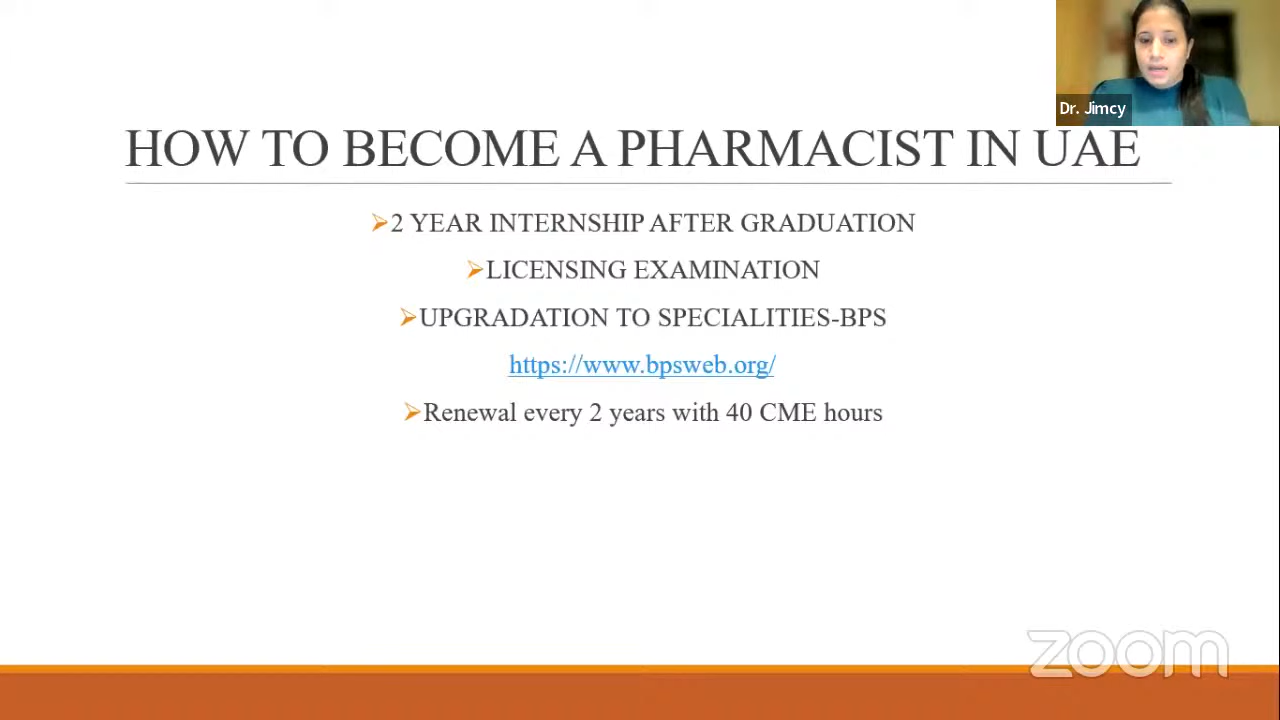 Dr. Jimcy
HOW TO BECOME A PHARMACIST IN UAE
➢2 YEAR INTERNSHIP AFTER GRADUATION
➢LICENSING EXAMINATION
➢UPGRADATION TO SPECIALITIES-BPS
https://www.bpsweb.org/
➢Renewal every 2 years with 40 CME hours
zoom